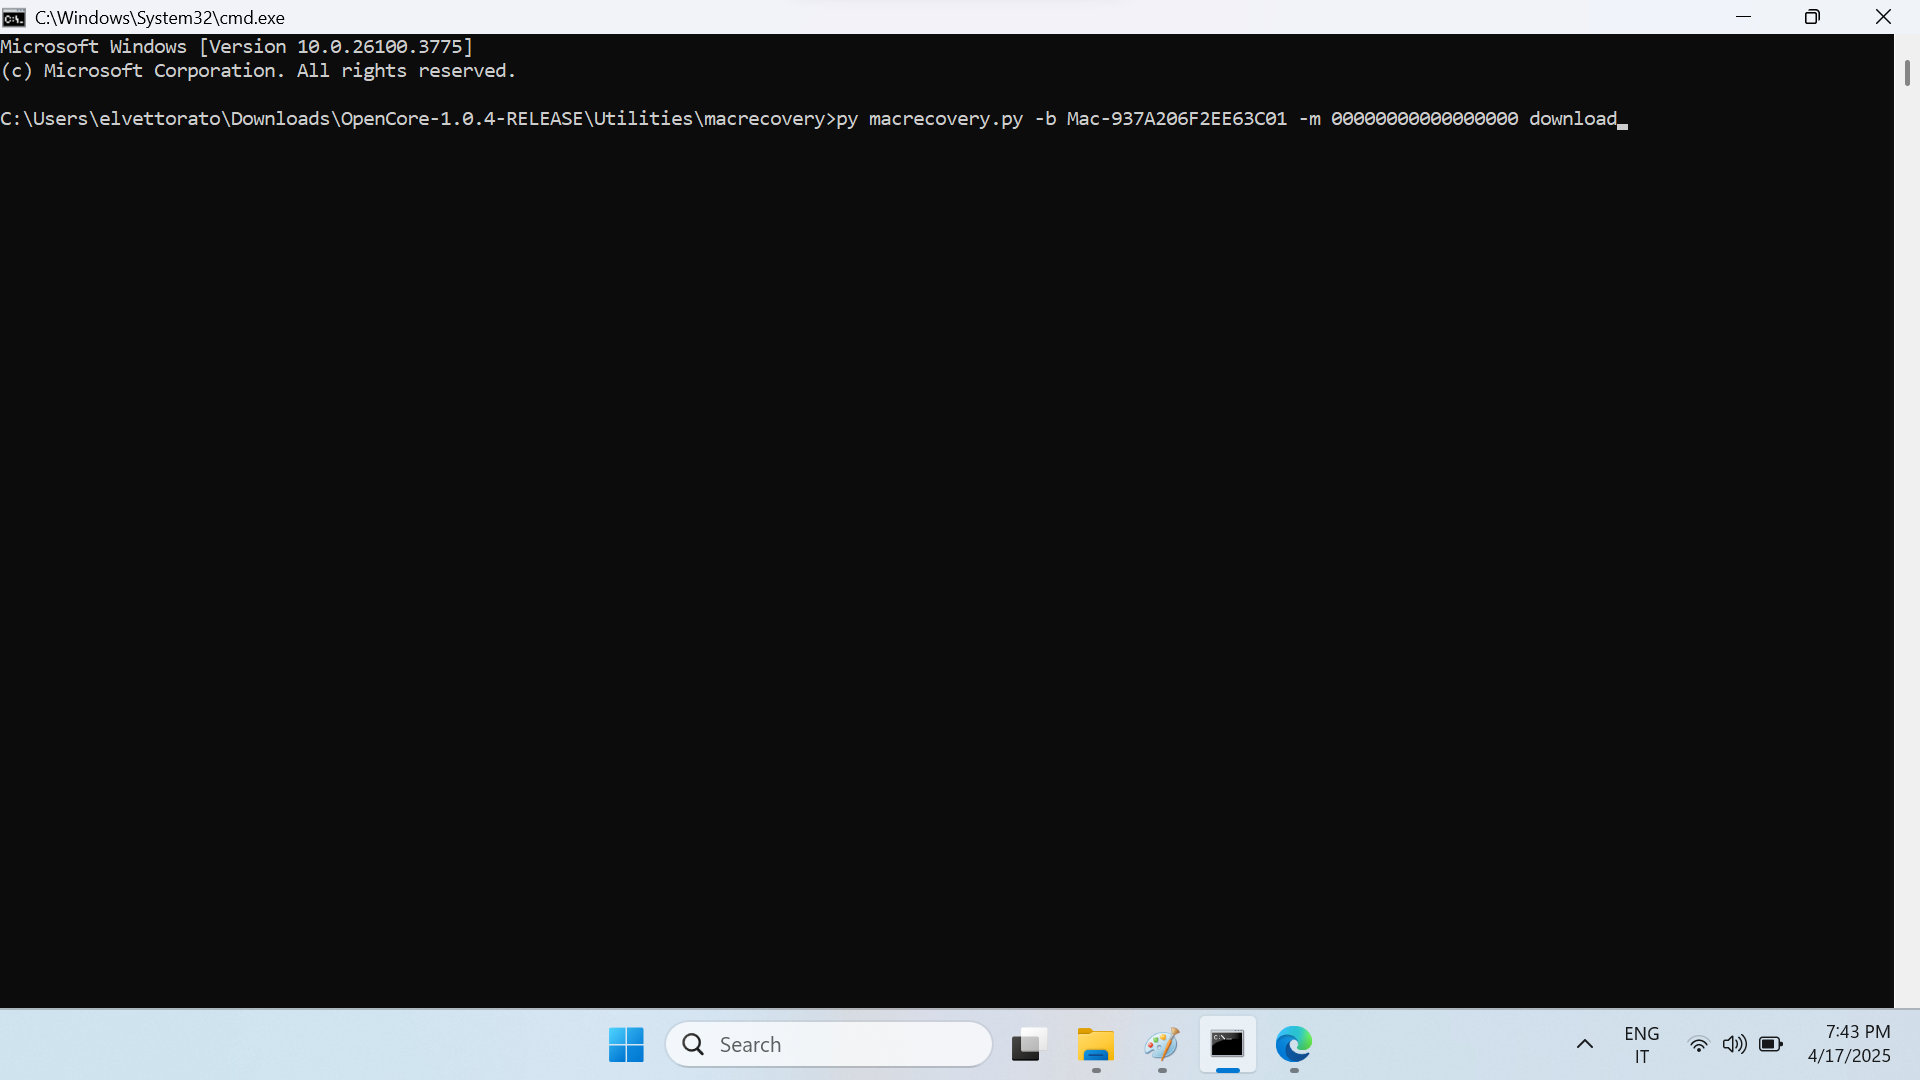 C:\Windows\System32\cmd.exe
Microsoft Windows [Version 10.0.26100.3775]
(c) Microsoft Corporation. All rights reserved.
C:\Users\elvettorato\Downloads\OpenCore-1.0.4-RELEASE\Utilities\macrecovery>py macrecovery.py -b Mac-937A206F2EE63C01 -m 00000000000000000 download
Search
ENG
IT
7:43 PM
4/17/2025